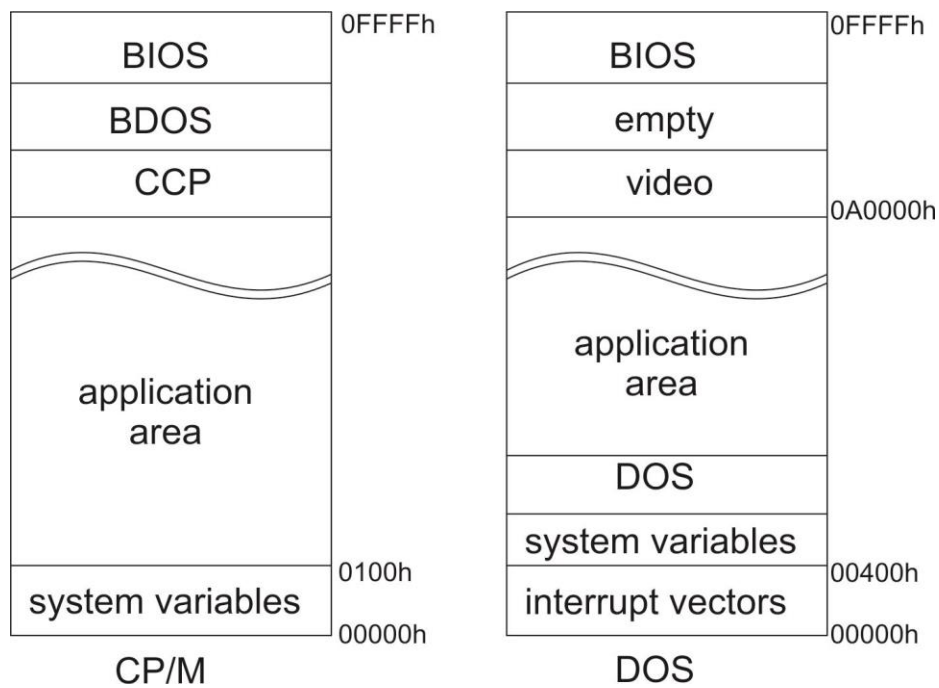 0FFFFh
BIOS
BDOS
CCP
application
area
0100h
system variables
00000h
CP/M
0FFFFh
BIOS
empty
video
0A0000h
application
area
DOS
system variables
00400h
interrupt vectors
00000h
DOS